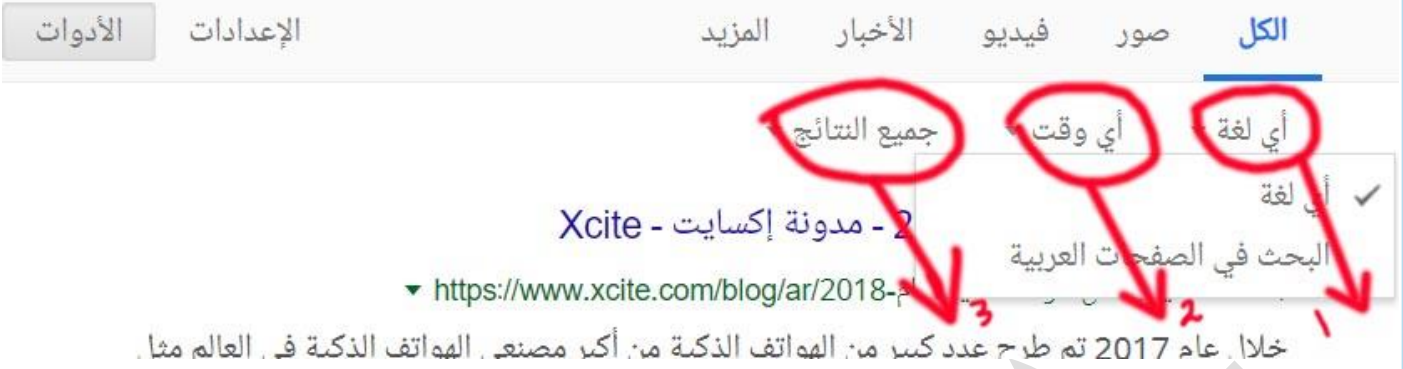 الكل صور فيديو الأخبار المزيد الإعدادات الأدوات
أي لغة أي وقت جميع النتائج
أي لغة
2 - مدونة إكسايت - Xcite
البحث في الصفحات العربية
https://www.xcite.com/blog/ar/2018-
3 2 1
خلال عام 2017 تم طرح عدد كبير من الهواتف الذكية من أكبر مصنعي الهواتف الذكية في العالم مثل